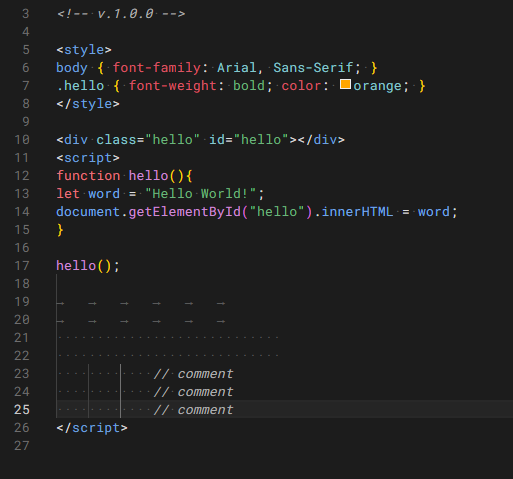 3 <!-- v.1.0.0 -->
4
5 <style>
6 body { font-family: Arial, Sans-Serif; }
7 .hello { font-weight: bold; color: orange; }
8 </style>
9
10 <div class="hello" id="hello"></div>
11 <script>
12 function hello(){
13 let word = "Hello World!";
14 document.getElementById("hello").innerHTML = word;
15 }
16
17 hello();
18
19 → → → → → →
20 → → → → → →
21 ····························
22 ····························
23 ············// comment
24 ············// comment
25 ············// comment
26 </script>
27